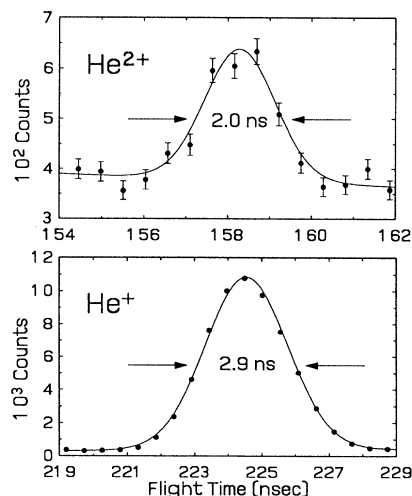 7
6
5
4
3
10² Counts
He²⁺
2.0 ns
154 156 158 160 162
12
10
8
6
4
2
0
10³ Counts
He⁺
2.9 ns
219 221 223 225 227 229
Flight Time (nsec)